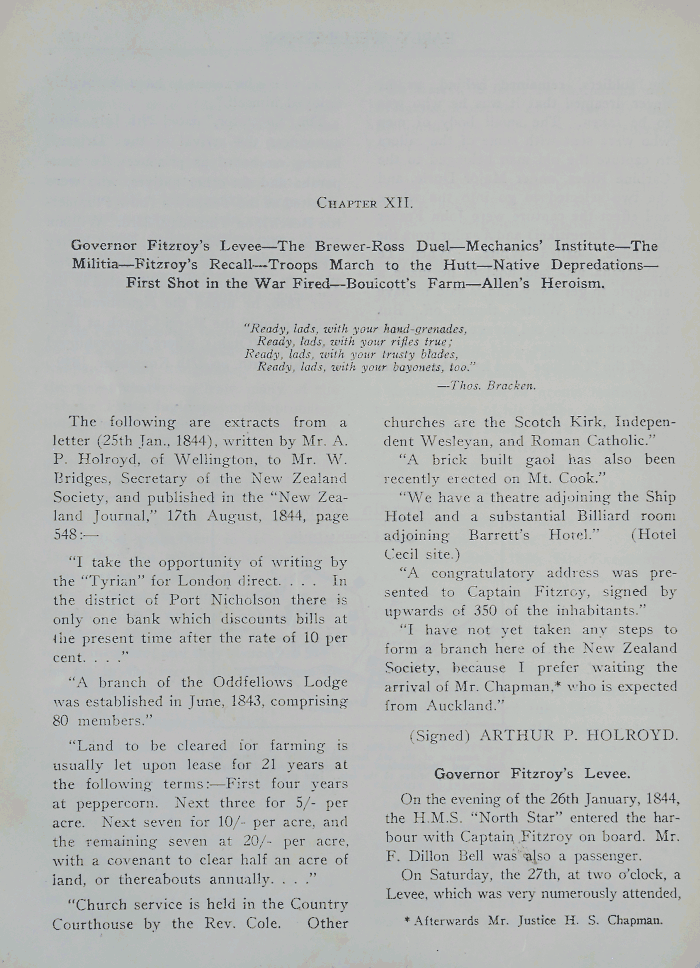 CHAPTER XII.
Governor Fitzroy's Levee—The Brewer-Ross Duel—Mechanics' Institute—The
Militia—Fitzroy's Recall—Troops March to the Hutt—Native Depredations—
First Shot in the War Fired—Bouicott's Farm—Allen's Heroism.
"Ready, lads, with your hand-grenades,
Ready, lads, with your rifles true;
Ready, lads, with your trusty blades,
Ready, lads, with your bayonets, too."
—Thos. Bracken.
The following are extracts from a
letter (25th Jan., 1844), written by Mr. A.
P. Holroyd, of Wellington, to Mr. W.
Bridges, Secretary of the New Zealand
Society, and published in the "New Zea-
land Journal," 17th August, 1844, page
548:—
"I take the opportunity of writing by
the "Tyrian" for London direct. . . . In
the district of Port Nicholson there is
only one bank which discounts bills at
the present time after the rate of 10 per
cent. . . ."
"A branch of the Oddfellows Lodge
was established in June, 1843, comprising
80 members."
"Land to be cleared for farming is
usually let upon lease for 21 years at
the following terms:—First four years
at peppercorn. Next three for 5/- per
acre. Next seven for 10/- per acre, and
the remaining seven at 20/- per acre,
with a covenant to clear half an acre of
land, or thereabouts annually. . . ."
"Church service is held in the Country
Courthouse by the Rev. Cole. Other
churches are the Scotch Kirk, Indepen-
dent Wesleyan, and Roman Catholic."
"A brick built gaol has also been
recently erected on Mt. Cook."
"We have a theatre adjoining the Ship
Hotel and a substantial Billiard room
adjoining Barrett's Hotel." (Hotel
Cecil site.)
"A congratulatory address was pre-
sented to Captain Fitzroy, signed by
upwards of 350 of the inhabitants."
"I have not yet taken any steps to
form a branch here of the New Zealand
Society, because I prefer waiting the
arrival of Mr. Chapman,* who is expected
from Auckland."
(Signed) ARTHUR P. HOLROYD.
Governor Fitzroy's Levee.
On the evening of the 26th January, 1844,
the H.M.S. "North Star" entered the har-
bour with Captain Fitzroy on board. Mr.
F. Dillon Bell was also a passenger.
On Saturday, the 27th, at two o'clock, a
Levee, which was very numerously attended,
* Afterwards Mr. Justice H. S. Chapman.